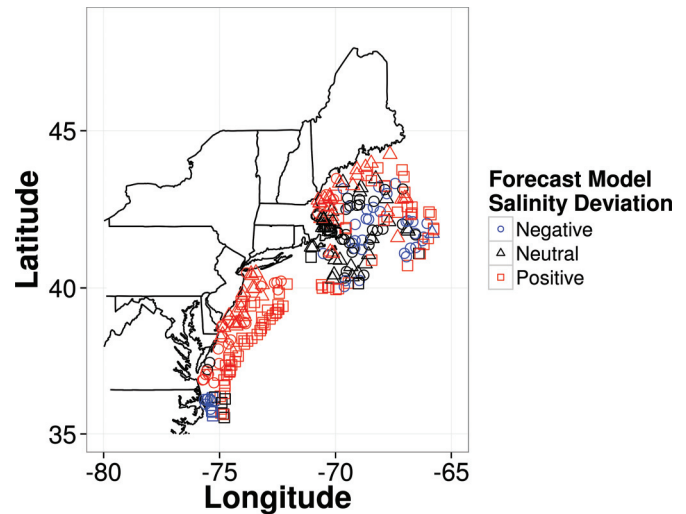 45
40
35
Latitude
-80 -75 -70 -65
Longitude
Forecast Model
Salinity Deviation
Negative
Neutral
Positive